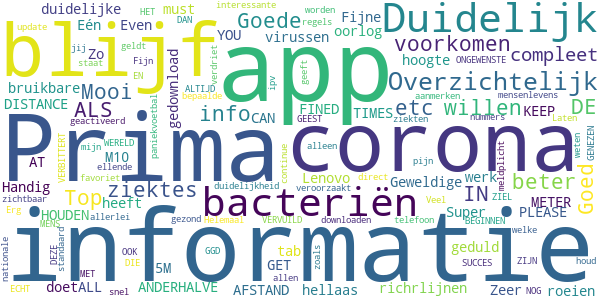 duidelijke Eén Even must DAN HET interessante Goede worden regels Fijne Duidelijk
update Zo jij geldt DAN YOU virussen oorlog voorkomen
blijf app
staat Fijn EN ALTIJD verdriet ipv geeft hoogte compleet
bruikbare Mooi gedownload bepaalde aanmerken ONGEWENSTE mensenlevens
DISTANCE ALS info CAN Overzichtelijk
geactiveerd paniekvoetbal FINED TIMES etc willen KEEP DE
Prima corona
mijn WERELD VERBITTERT GEEST ziekten nummers Laten
AT M10 ellende alleen weten GENEZEN
Handig favoriet ziektes Lenovo Geweldige pijn werk IN meldplicht beter Goed
zichtbaar Top bacteriën
Erg allerlei duidelijkheid veroorzaakt continue direct Veel ZIEL METER
HOUDEN heeft gezond Helemaal VERVUILD downloaden telefoon Super BEGINNEN PLEASE
MENS informatie
nationale standaard DEZE OOK GGD zoals tab geduld welke
ECHT DIE 5M GET allen SUCCES ZIJN houd
MET doet ALL snel ANDERHALVE AFSTAND hellaas richrlijnen Zeer NOG roeien